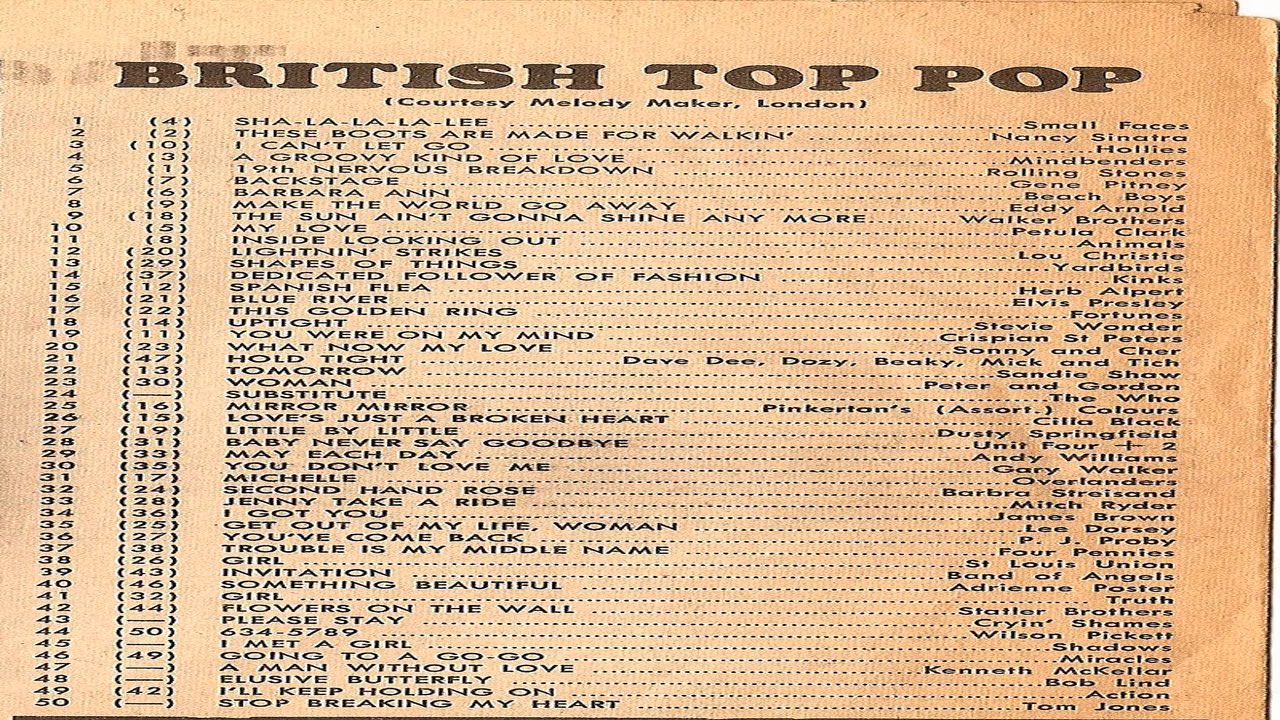 BRITISH TOP POP
(Courtesy Melody Maker, London)
1 (4) SHA-LA-LA-LA-LEE Small Faces
2 (2) THESE BOOTS ARE MADE FOR WALKIN' Nancy Sinatra
3 (10) I CAN'T LET GO Hollies
4 (3) A GROOVY KIND OF LOVE Mindbenders
5 (1) 19th NERVOUS BREAKDOWN Rolling Stones
6 (7) BACKSTAGE Gene Pitney
7 (6) BARBARA ANN Beach Boys
8 (9) MAKE THE WORLD GO AWAY Eddy Arnold
9 (18) THE SUN AIN'T GONNA SHINE ANY MORE Walker Brothers
10 (5) MY LOVE Petula Clark
11 (8) INSIDE LOOKING OUT Animals
12 (20) LIGHTNIN' STRIKES Lou Christie
13 (29) SHAPES OF THINGS Yardbirds
14 (37) DEDICATED FOLLOWER OF FASHION Kinks
15 (12) SPANISH FLEA Herb Alpert
16 (21) BLUE RIVER Elvis Presley
17 (22) THIS GOLDEN RING Fortunes
18 (14) UPTIGHT Stevie Wonder
19 (11) YOU WERE ON MY MIND Crispian St Peters
20 (23) WHAT NOW MY LOVE Sonny and Cher
21 (47) HOLD TIGHT Dave Dee, Dozy, Beaky, Mick and Tich
22 (13) TOMORROW Sandie Shaw
23 (30) WOMAN Peter and Gordon
24 (—) SUBSTITUTE The Who
25 (16) MIRROR MIRROR Pinkerton's (Assort.) Colours
26 (15) LOVE'S JUST A BROKEN HEART Cilla Black
27 (19) LITTLE BY LITTLE Dusty Springfield
28 (31) BABY NEVER SAY GOODBYE Unit Four + 2
29 (33) MAY EACH DAY Andy Williams
30 (35) YOU DON'T LOVE ME Gary Walker
31 (17) MICHELLE Overlanders
32 (24) SECOND HAND ROSE Barbra Streisand
33 (28) JENNY TAKE A RIDE Mitch Ryder
34 (36) I GOT YOU James Brown
35 (25) GET OUT OF MY LIFE, WOMAN Lee Dorsey
36 (27) YOU'VE COME BACK P. J. Proby
37 (38) TROUBLE IS MY MIDDLE NAME Four Pennies
38 (26) GIRL St Louis Union
39 (43) INVITATION Band of Angels
40 (46) SOMETHING BEAUTIFUL Adrienne Poster
41 (32) GIRL Truth
42 (44) FLOWERS ON THE WALL Statler Brothers
43 (—) PLEASE STAY Cryin' Shames
44 (50) 634-5789 Wilson Pickett
45 (—) I MET A GIRL Shadows
46 (49) GOING TO A GO-GO Miracles
47 (—) A MAN WITHOUT LOVE Kenneth McKellar
48 (—) ELUSIVE BUTTERFLY Bob Lind
49 (42) I'LL KEEP HOLDING ON Action
50 (—) STOP BREAKING MY HEART Tom Jones